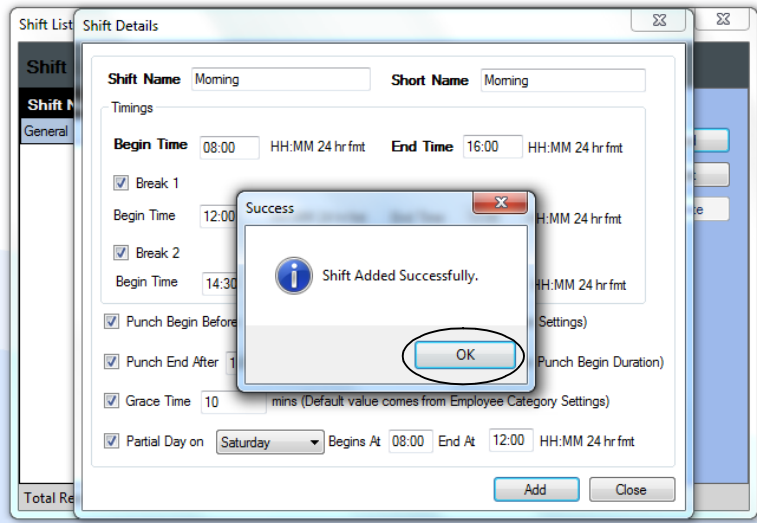 Shift List
Shift Details
Shift
Shift Name Morning Short Name Morning
Timings
General
Begin Time 08:00 HH:MM 24 hr fmt End Time 16:00 HH:MM 24 hr fmt
Break 1
Success
Begin Time 12:00 HH:MM 24 hr fmt
Break 2
Shift Added Successfully.
Begin Time 14:30 HH:MM 24 hr fmt
Punch Begin Before Settings)
OK
Punch End After 1 Punch Begin Duration)
Grace Time 10 mins (Default value comes from Employee Category Settings)
Partial Day on Saturday Begins At 08:00 End At 12:00 HH:MM 24 hr fmt
Add Close
Total Re